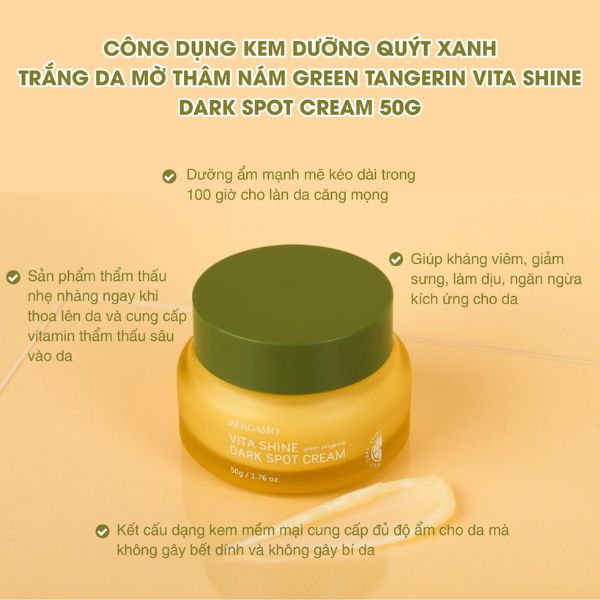 CÔNG DỤNG KEM DƯỠNG QUÝT XANH
TRẮNG DA MỜ THÂM NÁM GREEN TANGERIN VITA SHINE
DARK SPOT CREAM 50G
Dưỡng ẩm mạnh mẽ kéo dài trong
100 giờ cho làn da căng mọng
Sản phẩm thẩm thấu
nhẹ nhàng ngay khi
thoa lên da và cung cấp
vitamin thẩm thấu sâu
vào da
Giúp kháng viêm, giảm
sưng, làm dịu, ngăn ngừa
kích ứng cho da
BERGAMO
VITA SHINE green tangerine
DARK SPOT CREAM
50g / 1.76 oz.
Kết cấu dạng kem mềm mại cung cấp đủ độ ẩm cho da mà
không gây bết dính và không gây bí da